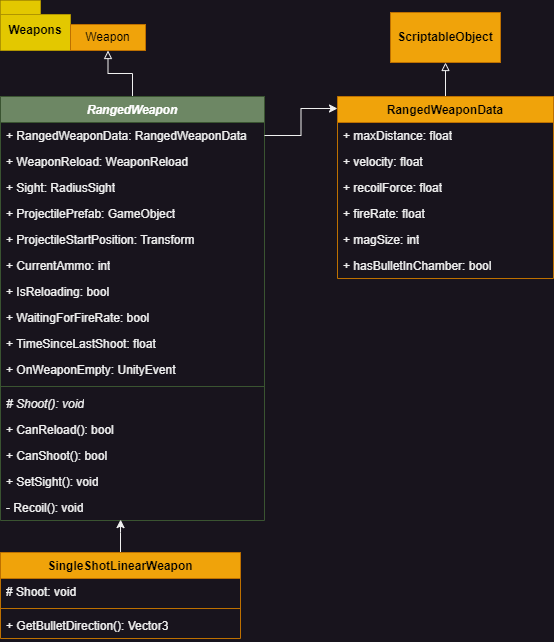 Weapons
Weapon
ScriptableObject
RangedWeapon
+ RangedWeaponData: RangedWeaponData
+ WeaponReload: WeaponReload
+ Sight: RadiusSight
+ ProjectilePrefab: GameObject
+ ProjectileStartPosition: Transform
+ CurrentAmmo: int
+ IsReloading: bool
+ WaitingForFireRate: bool
+ TimeSinceLastShoot: float
+ OnWeaponEmpty: UnityEvent
# Shoot(): void
+ CanReload(): bool
+ CanShoot(): bool
+ SetSight(): void
- Recoil(): void
RangedWeaponData
+ maxDistance: float
+ velocity: float
+ recoilForce: float
+ fireRate: float
+ magSize: int
+ hasBulletInChamber: bool
SingleShotLinearWeapon
# Shoot: void
+ GetBulletDirection(): Vector3